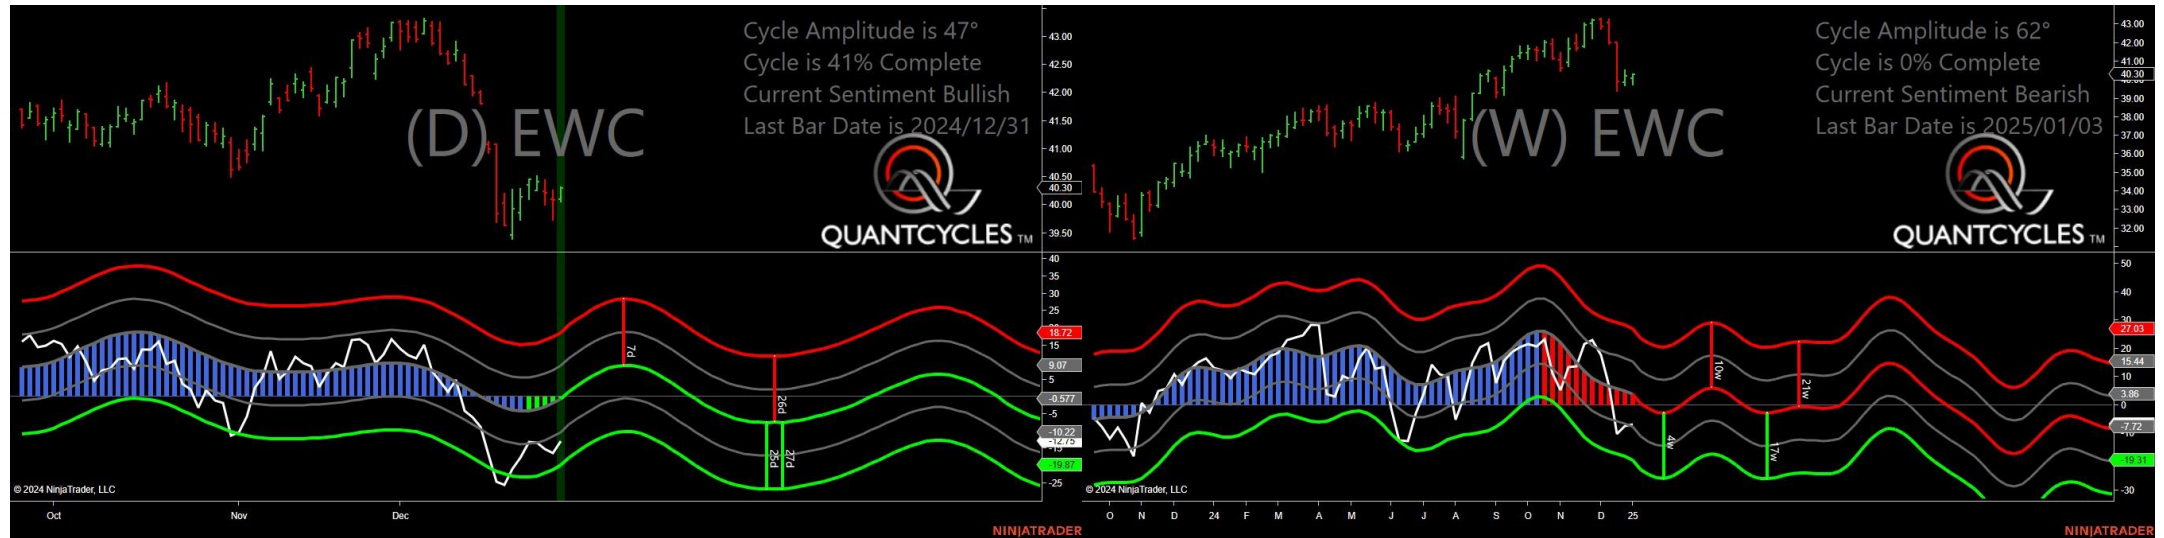 Cycle Amplitude is 47°
Cycle is 41% Complete
Current Sentiment Bullish
Last Bar Date is 2024/12/31
(D) EWC
QUANTCYCLES TM
43.00
42.50
42.00
41.50
41.00
40.50
40.30
40.00
39.50
40
35
30
25
18.72
15
9.07
5
-0.577
-5
-10.22
-12.75
-15
-19.87
-25
7d
26d
25d
27d
© 2024 NinjaTrader, LLC
Oct Nov Dec
NINJATRADER
Cycle Amplitude is 62°
Cycle is 0% Complete
Current Sentiment Bearish
Last Bar Date is 2025/01/03
(W) EWC
QUANTCYCLES TM
43.00
42.00
41.00
40.30
39.00
38.00
37.00
36.00
35.00
34.00
33.00
32.00
50
40
30
27.03
20
15.44
10
3.86
0
-7.72
-10
-19.31
-30
10w
21w
4w
17w
© 2024 NinjaTrader, LLC
O N D 24 F M A M J J A S O N D 25
NINJATRADER